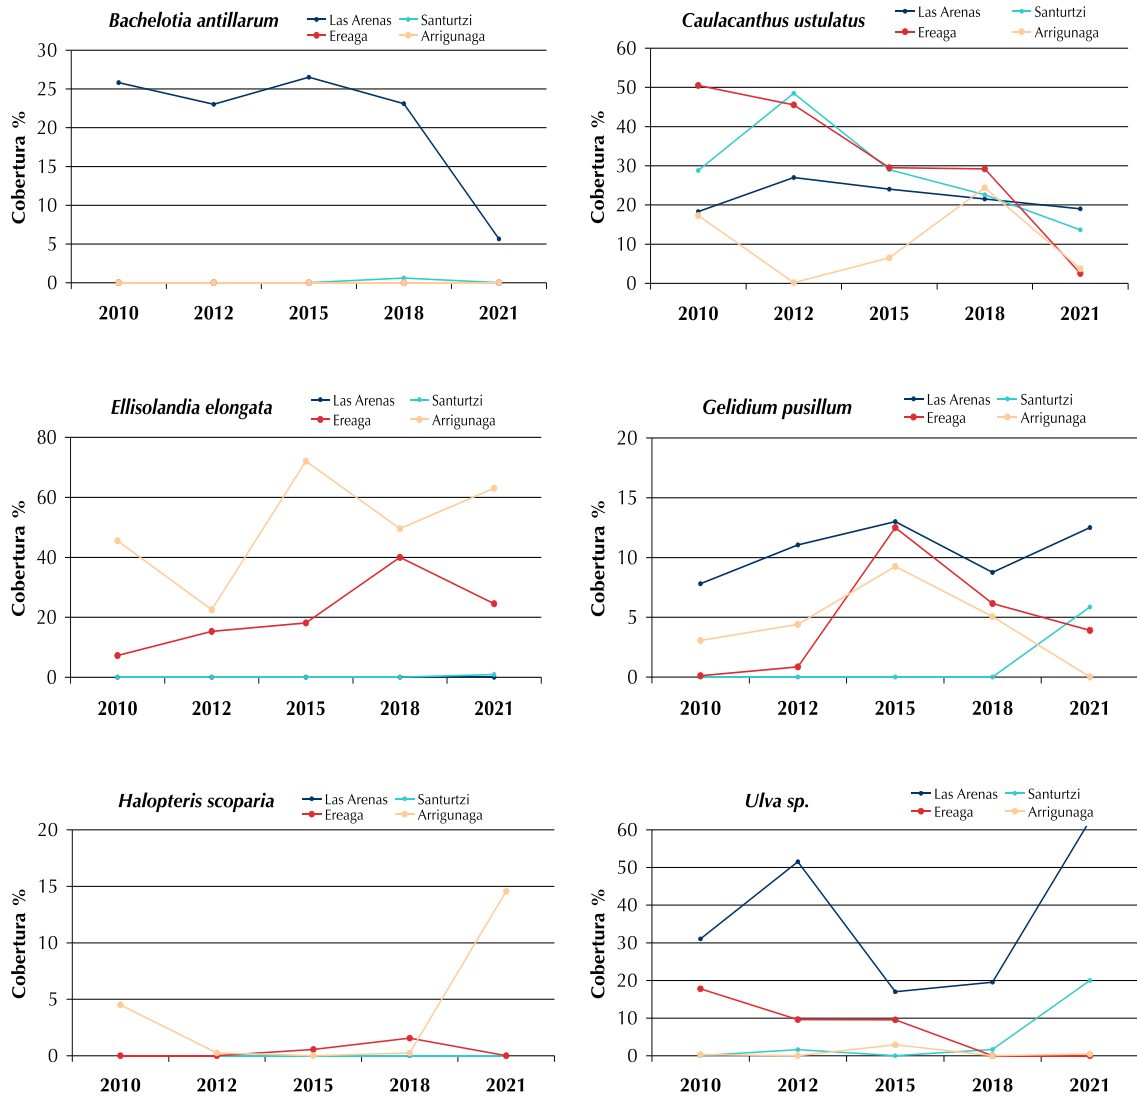 Bachelotia antillarum
Las Arenas Santurtzi
Ereaga Arrigunaga
Cobertura %
30
25
20
15
10
5
0
2010 2012 2015 2018 2021
Caulacanthus ustulatus
Las Arenas Santurtzi
Ereaga Arrigunaga
Cobertura %
60
50
40
30
20
10
0
2010 2012 2015 2018 2021
Ellisolandia elongata
Las Arenas Santurtzi
Ereaga Arrigunaga
Cobertura %
80
60
40
20
0
2010 2012 2015 2018 2021
Gelidium pusillum
Las Arenas Santurtzi
Ereaga Arrigunaga
Cobertura %
20
15
10
5
0
2010 2012 2015 2018 2021
Halopteris scoparia
Las Arenas Santurtzi
Ereaga Arrigunaga
Cobertura %
20
15
10
5
0
2010 2012 2015 2018 2021
Ulva sp.
Las Arenas Santurtzi
Ereaga Arrigunaga
Cobertura %
60
50
40
30
20
10
0
2010 2012 2015 2018 2021